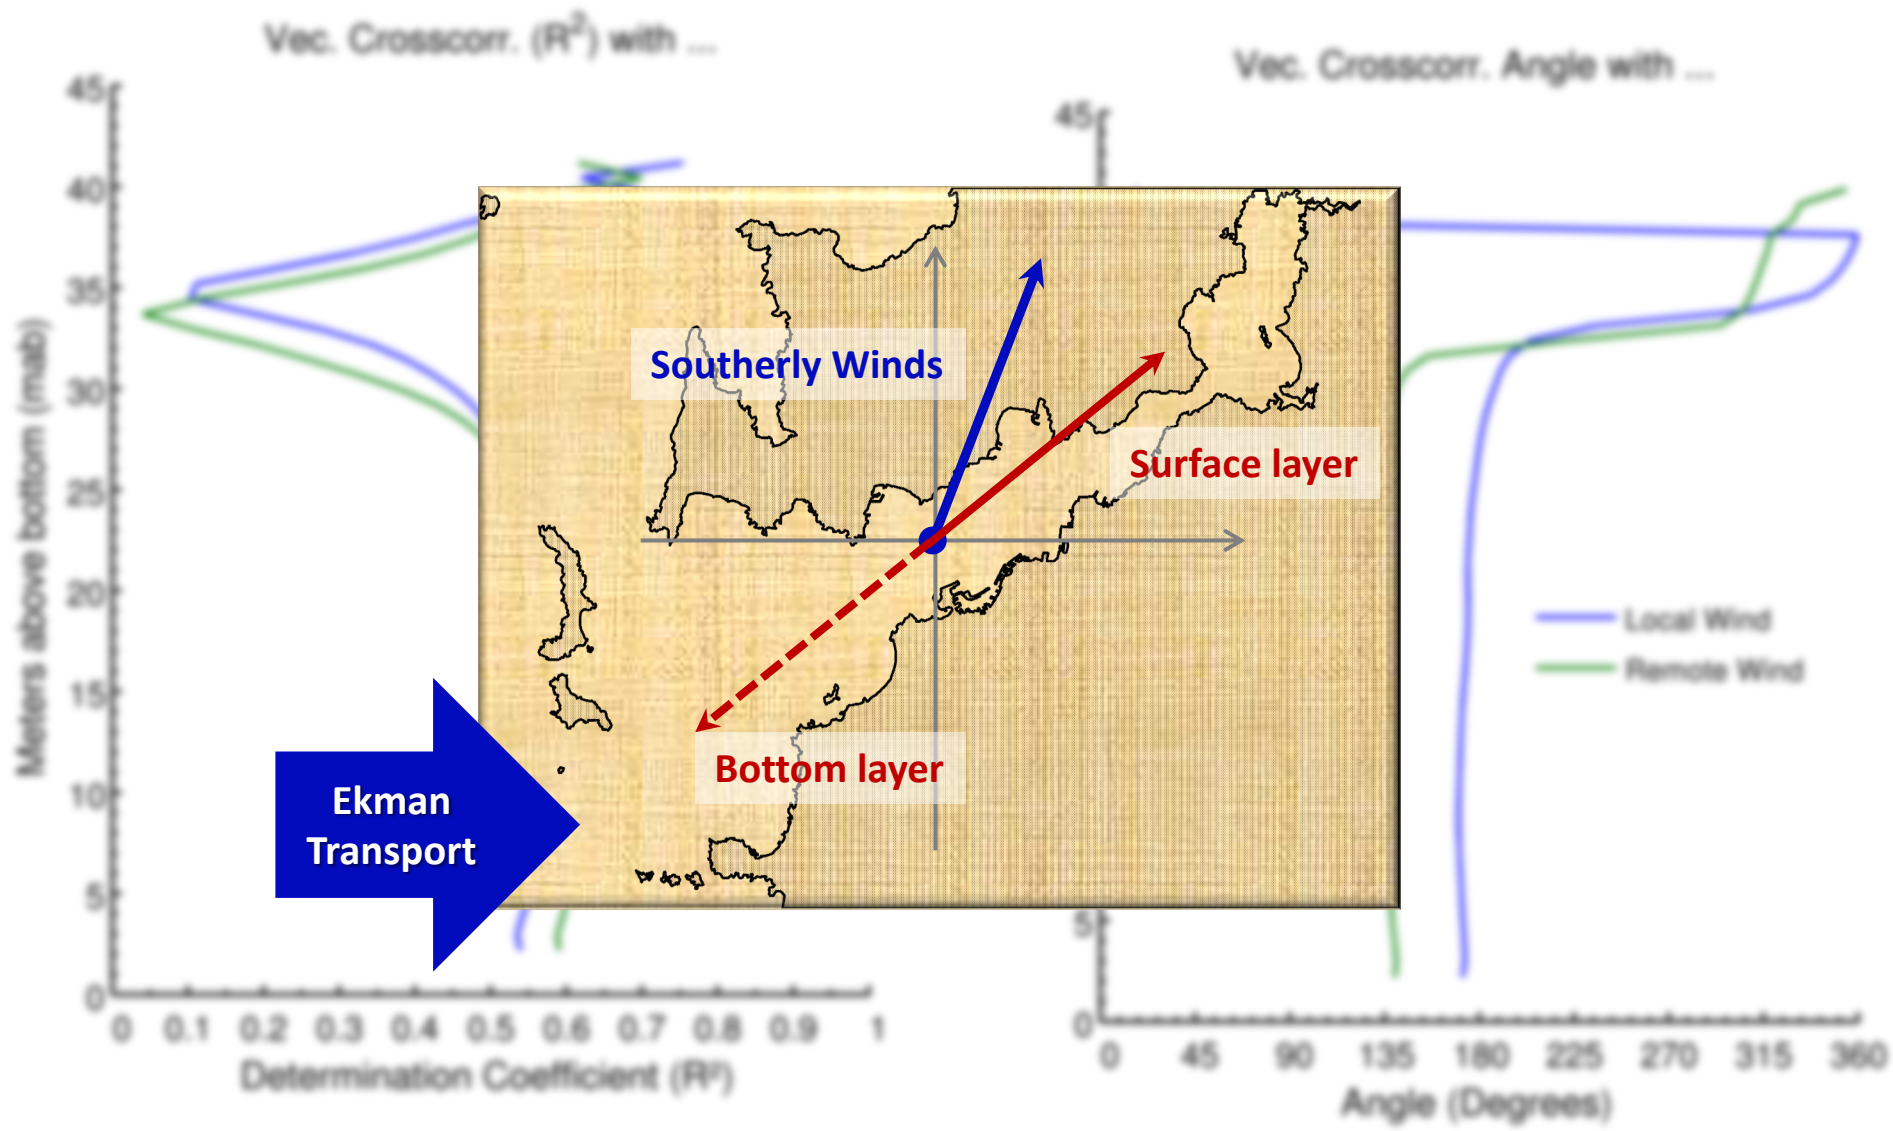 Vec. Crosscorr. (R²) with ...
Vec. Crosscorr. Angle with ...
45
40
35
30
25
20
15
10
5
0
Meters above bottom (mab)
0 0.1 0.2 0.3 0.4 0.5 0.6 0.7 0.8 0.9 1
Determination Coefficient (R²)
45
5
0
0 45 90 135 180 225 270 315 360
Angle (Degrees)
Local Wind
Remote Wind
Southerly Winds
Surface layer
Bottom layer
Ekman
Transport